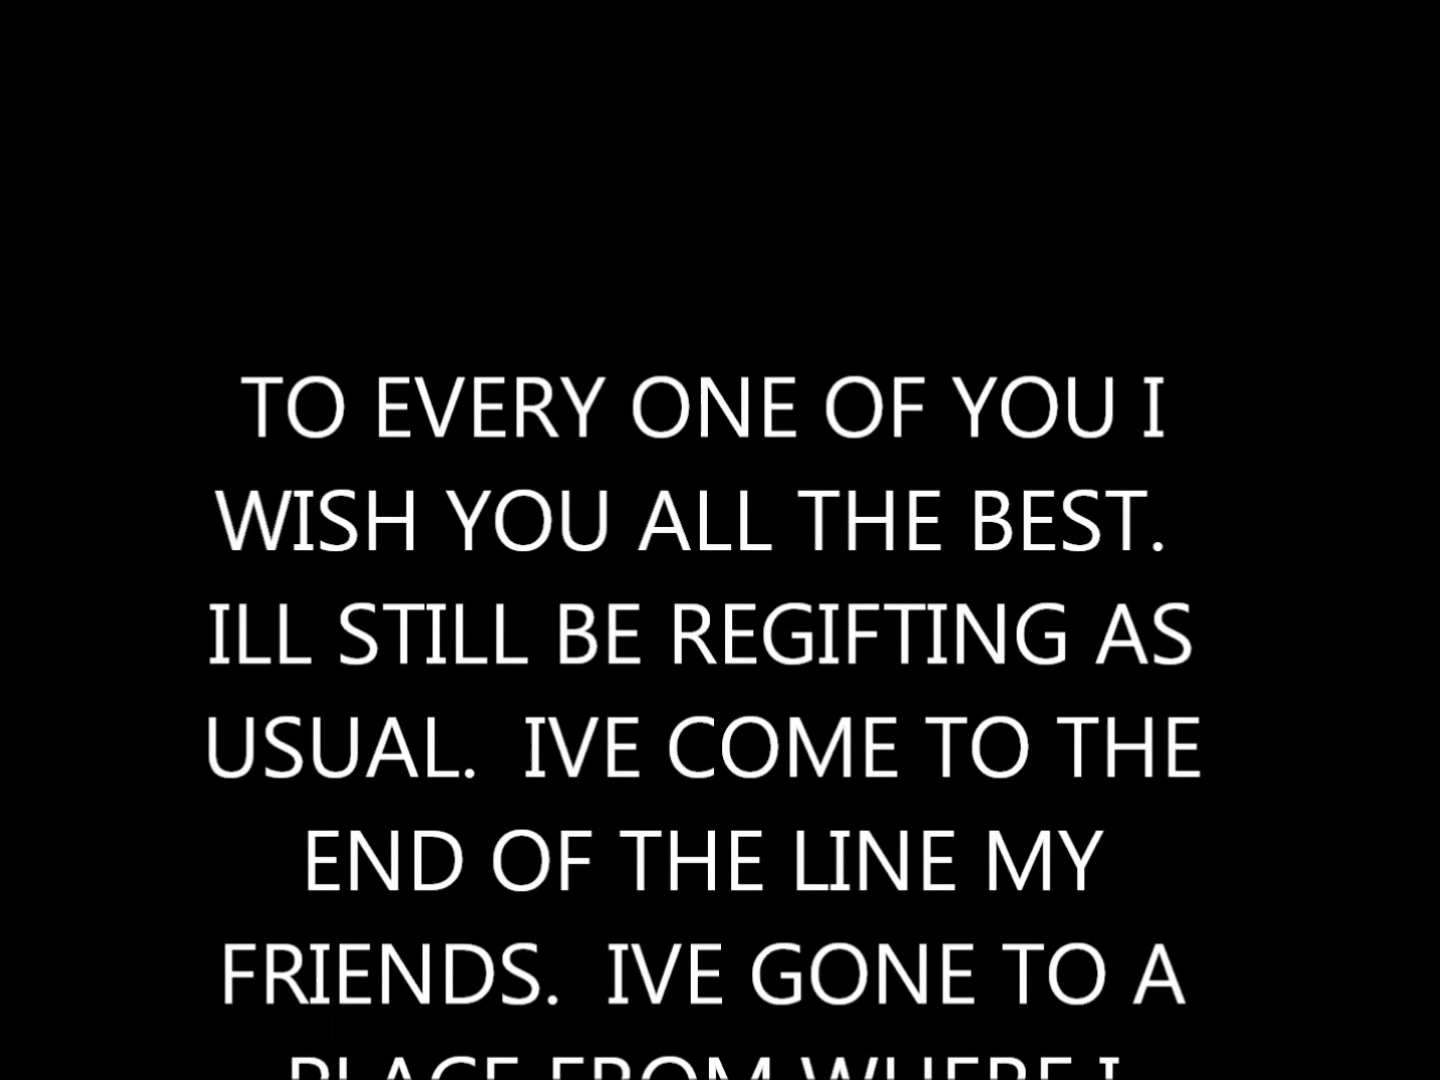 TO EVERY ONE OF YOU I
WISH YOU ALL THE BEST.
ILL STILL BE REGIFTING AS
USUAL.  IVE COME TO THE
END OF THE LINE MY
FRIENDS.  IVE GONE TO A
PLACE FROM WHERE I